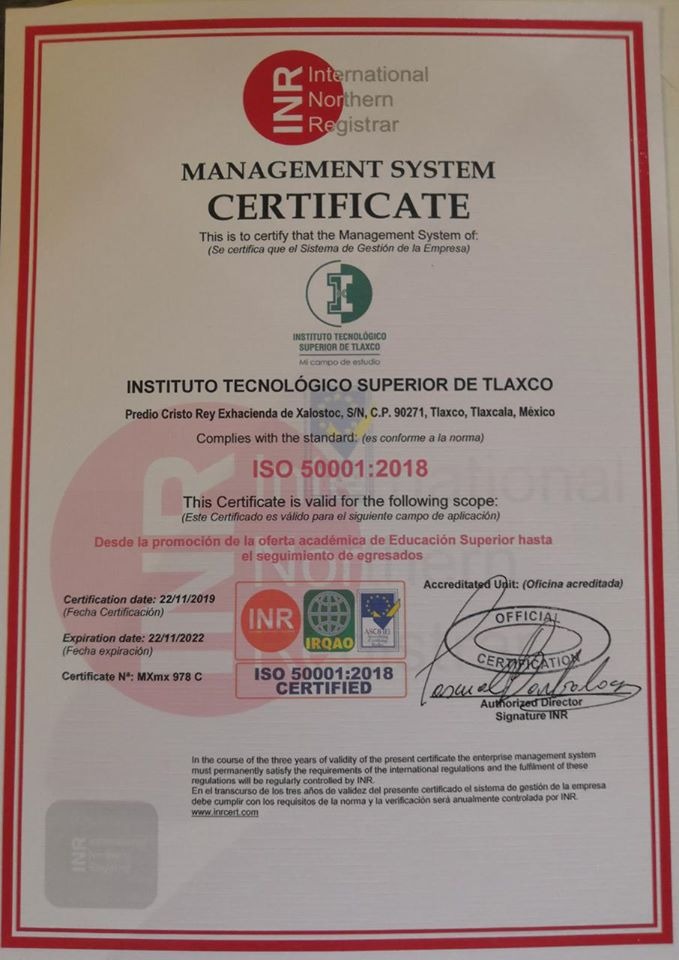 INR International
Northern
Registrar
MANAGEMENT SYSTEM
CERTIFICATE
This is to certify that the Management System of:
(Se certifica que el Sistema de Gestión de la Empresa)
INSTITUTO TECNOLÓGICO
SUPERIOR DE TLAXCO
Mi campo de estudio
INSTITUTO TECNOLÓGICO SUPERIOR DE TLAXCO
Predio Cristo Rey Exhacienda de Xalostoc, S/N, C.P. 90271, Tlaxco, Tlaxcala, México
Complies with the standard: (es conforme a la norma)
ISO 50001:2018
This Certificate is valid for the following scope:
(Este Certificado es válido para el siguiente campo de aplicación)
Desde la promoción de la oferta académica de Educación Superior hasta
el seguimiento de egresados
Certification date: 22/11/2019
(Fecha Certificación)
Expiration date: 22/11/2022
(Fecha expiración)
Certificate Nª: MXmx 978 C
INR
IRQAO
ASCB(E)
ISO 50001:2018
CERTIFIED
Accreditated Unit: (Oficina acreditada)
OFFICIAL
CERTIFICATION
Authorized Director
Signature INR
In the course of the three years of validity of the present certificate the enterprise management system
must permanently satisfy the requirements of the international regulations and the fulfilment of these
regulations will be regularly controlled by INR.
En el transcurso de los tres años de validez del presente certificado el sistema de gestión de la empresa
debe cumplir con los requisitos de la norma y la verificación será anualmente controlada por INR.
www.inrcert.com
INR